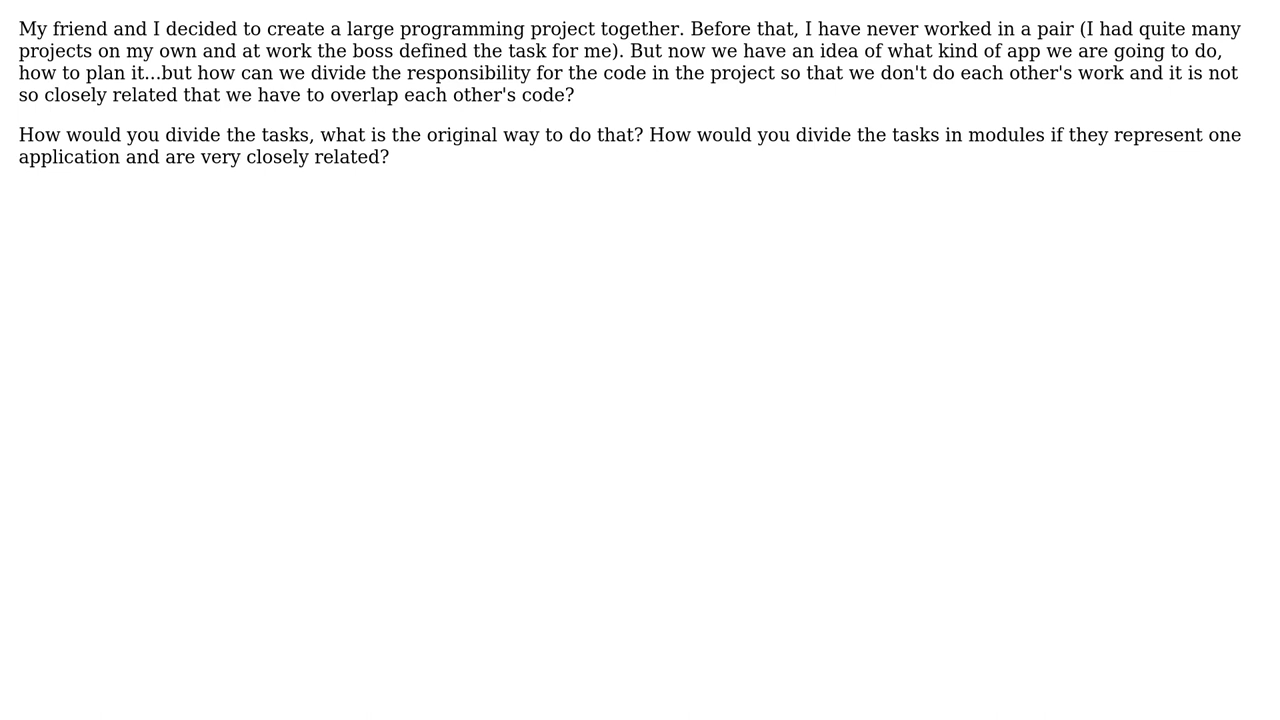 My friend and I decided to create a large programming project together. Before that, I have never worked in a pair (I had quite many
projects on my own and at work the boss defined the task for me). But now we have an idea of what kind of app we are going to do,
how to plan it...but how can we divide the responsibility for the code in the project so that we don't do each other's work and it is not
so closely related that we have to overlap each other's code?
How would you divide the tasks, what is the original way to do that? How would you divide the tasks in modules if they represent one
application and are very closely related?